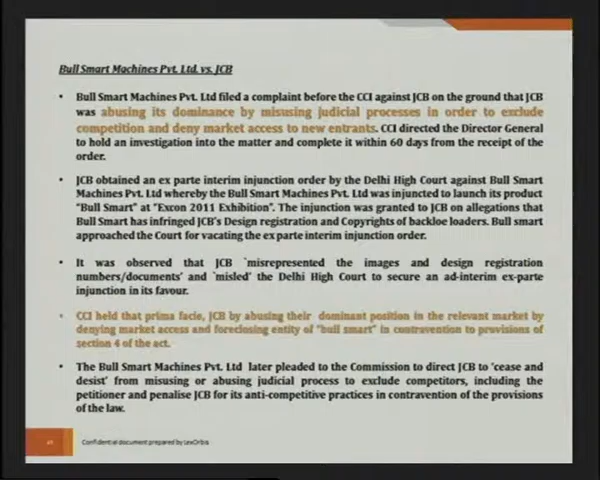 Bull Smart Machines Pvt. Ltd. vs. JCB
• Bull Smart Machines Pvt. Ltd filed a complaint before the CCI against JCB on the ground that JCB
was abusing its dominance by misusing judicial processes in order to exclude
competition and deny market access to new entrants. CCI directed the Director General
to hold an investigation into the matter and complete it within 60 days from the receipt of the
order.
• JCB obtained an ex parte interim injunction order by the Delhi High Court against Bull Smart
Machines Pvt. Ltd whereby the Bull Smart Machines Pvt. Ltd was injuncted to launch its product
"Bull Smart" at "Excon 2011 Exhibition". The injunction was granted to JCB on allegations that
Bull Smart has infringed JCB's Design registration and Copyrights of backloe loaders. Bull smart
approached the Court for vacating the ex parte interim injunction order.
• It was observed that JCB `misrepresented the images and design registration
numbers/documents' and `misled' the Delhi High Court to secure an ad-interim ex-parte
injunction in its favour.
• CCI held that prima facie, JCB by abusing their dominant position in the relevant market by
denying market access and foreclosing entity of "bull smart" in contravention to provisions of
section 4 of the act.
• The Bull Smart Machines Pvt. Ltd later pleaded to the Commission to direct JCB to 'cease and
desist' from misusing or abusing judicial process to exclude competitors, including the
petitioner and penalise JCB for its anti-competitive practices in contravention of the provisions
of the law.
Confidential document prepared by LexOrbis